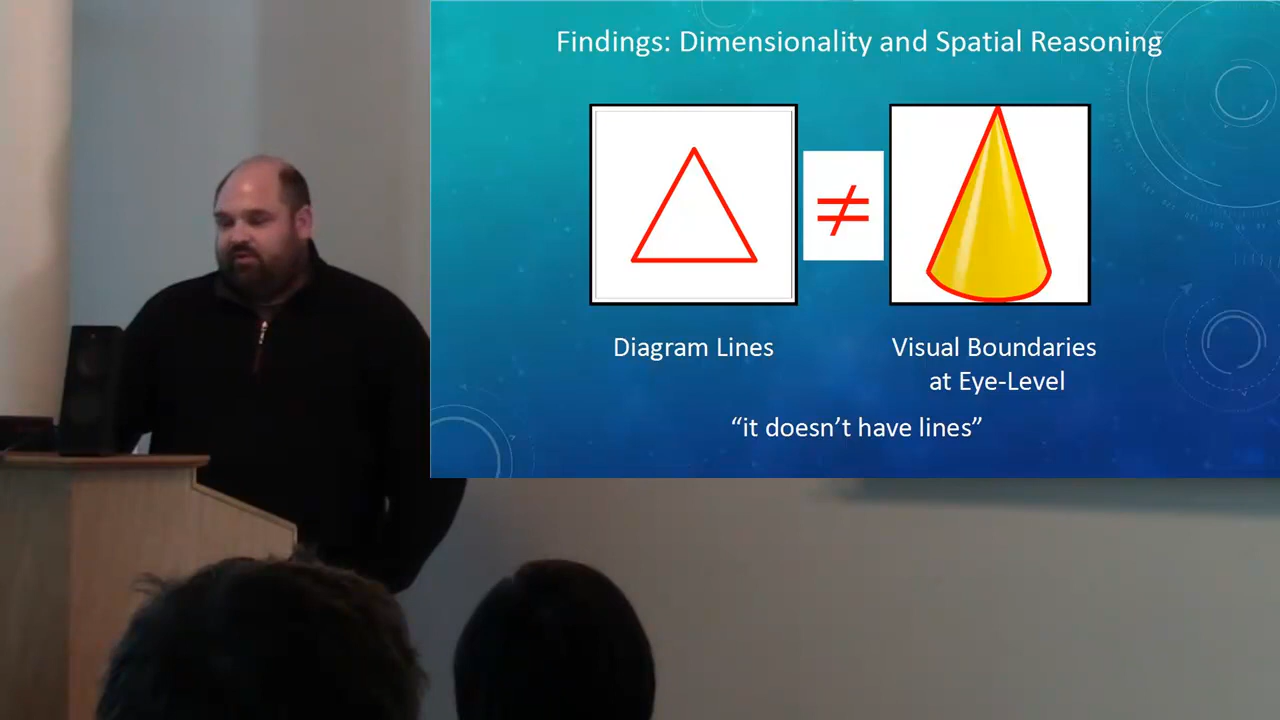 Findings: Dimensionality and Spatial Reasoning
≠
Diagram Lines
Visual Boundaries
at Eye-Level
“it doesn’t have lines”